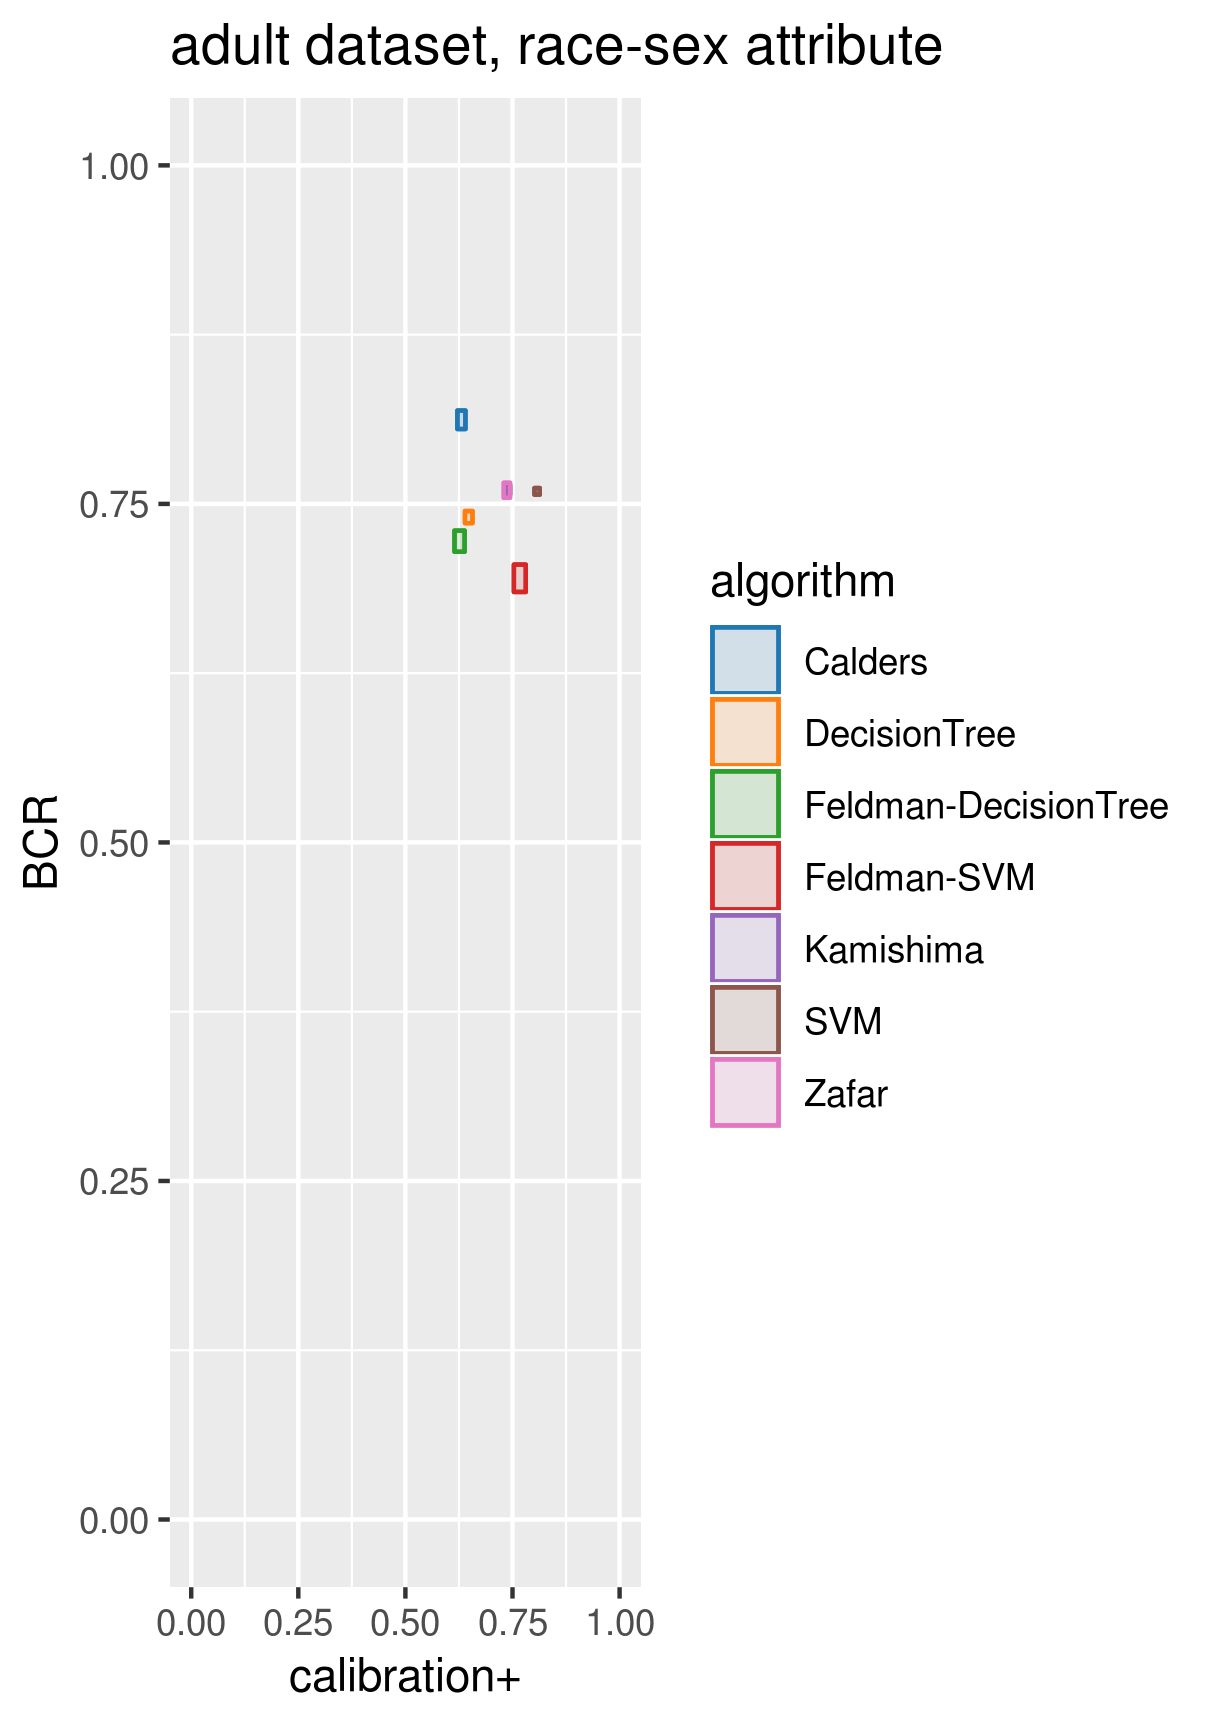 adult dataset, race-sex attribute
1.00
0.75
0.50
0.25
0.00
BCR
0.00 0.25 0.50 0.75 1.00
calibration+
algorithm
Calders
DecisionTree
Feldman-DecisionTree
Feldman-SVM
Kamishima
SVM
Zafar